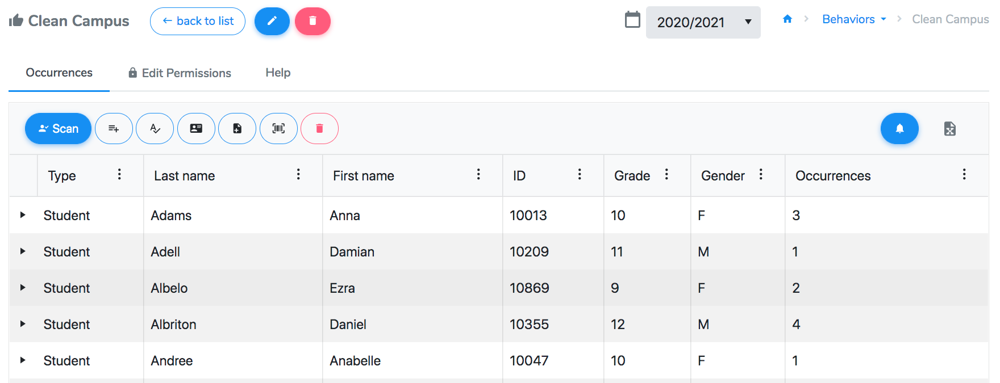 Clean Campus ← back to list 2020/2021 Behaviors Clean Campus
Occurrences Edit Permissions Help
Scan
Type Last name First name ID Grade Gender Occurrences
Student Adams Anna 10013 10 F 3
Student Adell Damian 10209 11 M 1
Student Albelo Ezra 10869 9 F 2
Student Albriton Daniel 10355 12 M 4
Student Andree Anabelle 10047 10 F 1